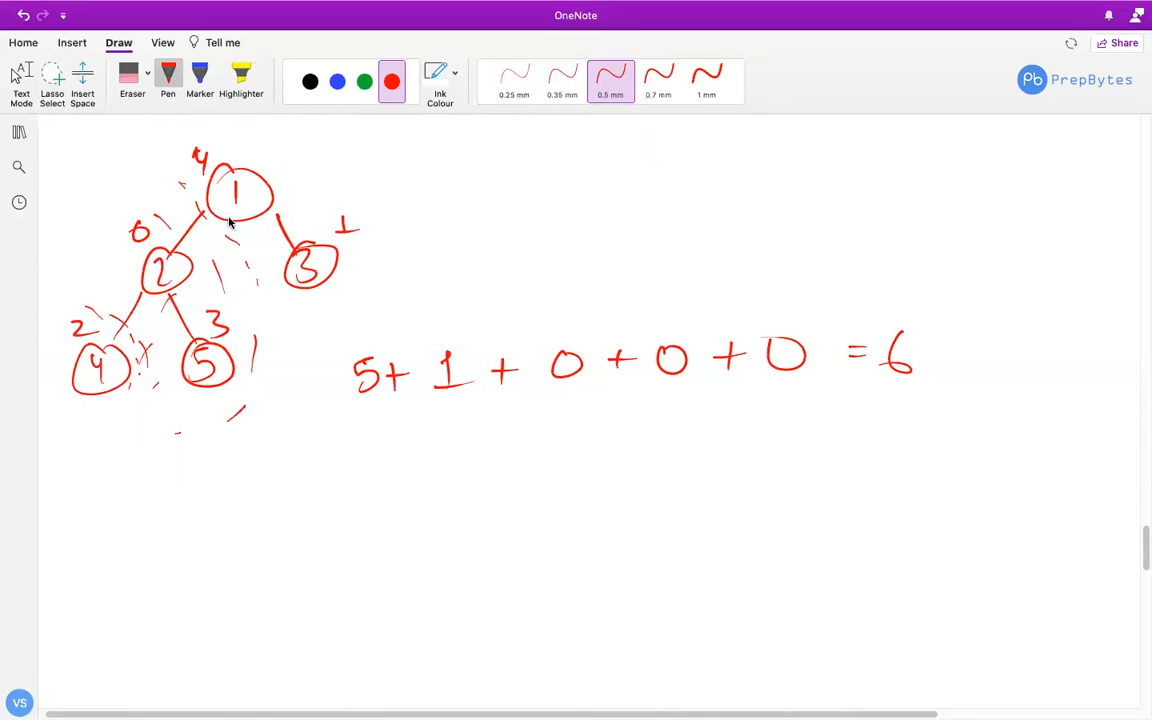 OneNote
Home Insert Draw View Tell me
Share
Text Mode
Lasso Select
Insert Space
Eraser
Pen
Marker
Highlighter
Ink Colour
0.25 mm
0.35 mm
0.5 mm
0.7 mm
1 mm
Pb PrepBytes
4
1
0 1
2 3
2 3
4 5
5 + 1 + 0 + 0 + 0 = 6
VS